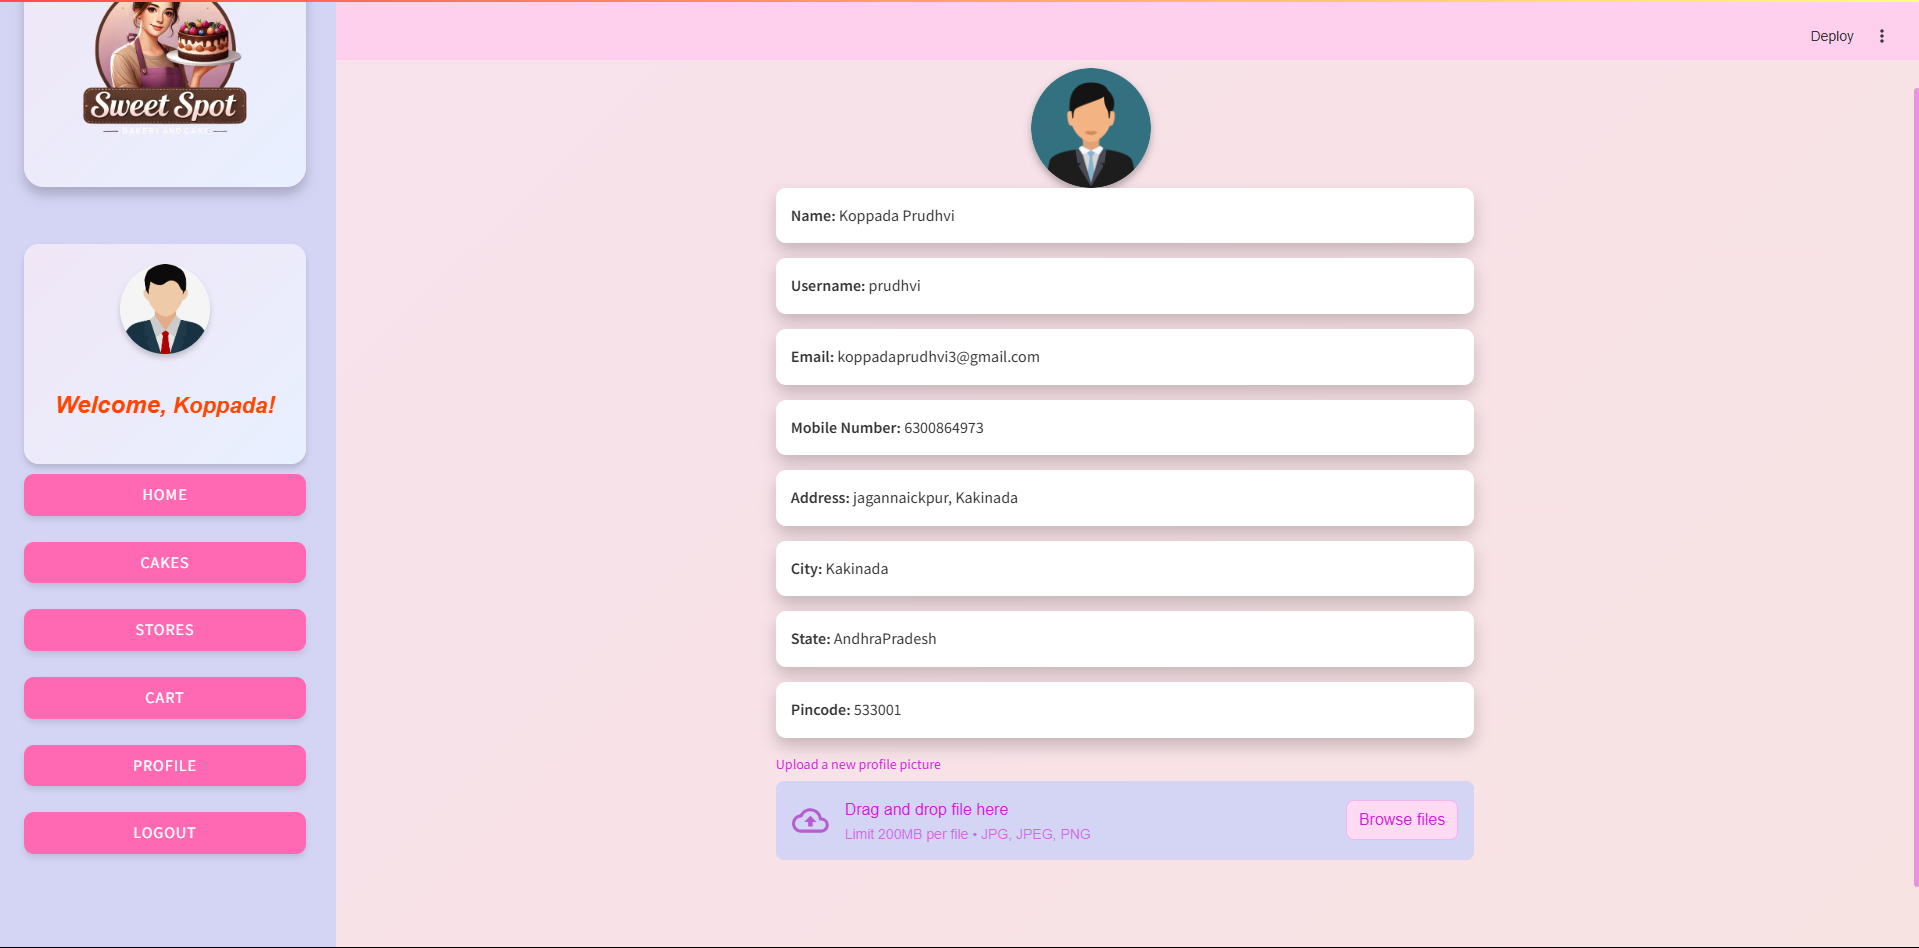 Sweet Spot
BAKERY AND CAKE
Welcome, Koppada!
HOME
CAKES
STORES
CART
PROFILE
LOGOUT
Deploy
Name: Koppada Prudhvi
Username: prudhvi
Email: koppadaprudhvi3@gmail.com
Mobile Number: 6300864973
Address: jagannaickpur, Kakinada
City: Kakinada
State: AndhraPradesh
Pincode: 533001
Upload a new profile picture
Drag and drop file here
Limit 200MB per file • JPG, JPEG, PNG
Browse files